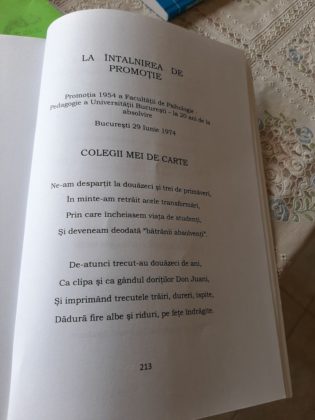 LA ÎNTALNIREA DE
PROMOȚIE
Promoția 1954 a Facultății de Psihologie
Pedagogie a Universității București – la 20 ani de la
absolvire
București 29 Iunie 1974
COLEGII MEI DE CARTE
Ne-am despărțit la douăzeci și trei de primăveri,
În minte-am retrăit acele transformări,
Prin care încheiasem viața de studenți,
Și deveneam deodată "bătrânii absolvenți".
De-atunci trecut-au douăzeci de ani,
Ca clipa și ca gândul doriților Don Juani,
Și imprimând trecutele trăiri, dureri, ispite,
Dădură fire albe și riduri, pe fețe îndrăgite.
213